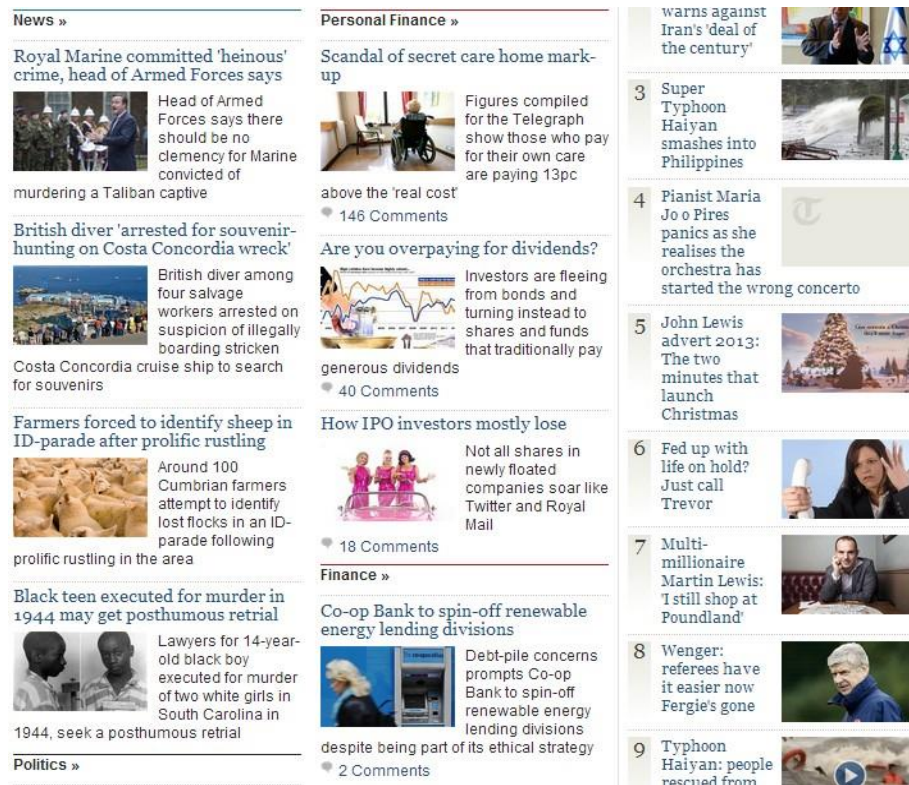 News »
Royal Marine committed 'heinous'
crime, head of Armed Forces says
Head of Armed
Forces says there
should be no
clemency for Marine
convicted of
murdering a Taliban captive
British diver 'arrested for souvenir-
hunting on Costa Concordia wreck'
British diver among
four salvage
workers arrested on
suspicion of illegally
boarding stricken
Costa Concordia cruise ship to search
for souvenirs
Farmers forced to identify sheep in
ID-parade after prolific rustling
Around 100
Cumbrian farmers
attempt to identify
lost flocks in an ID-
parade following
prolific rustling in the area
Black teen executed for murder in
1944 may get posthumous retrial
Lawyers for 14-year-
old black boy
executed for murder
of two white girls in
South Carolina in
1944, seek a posthumous retrial
Politics »
Personal Finance »
Scandal of secret care home mark-
up
Figures compiled
for the Telegraph
show those who pay
for their own care
are paying 13pc
above the 'real cost'
146 Comments
Are you overpaying for dividends?
Investors are fleeing
from bonds and
turning instead to
shares and funds
that traditionally pay
generous dividends
40 Comments
How IPO investors mostly lose
Not all shares in
newly floated
companies soar like
Twitter and Royal
Mail
18 Comments
Finance »
Co-op Bank to spin-off renewable
energy lending divisions
Debt-pile concerns
prompts Co-op
Bank to spin-off
renewable energy
lending divisions
despite being part of its ethical strategy
2 Comments
warns against
Iran's 'deal of
the century'
3 Super
Typhoon
Haiyan
smashes into
Philippines
4 Pianist Maria
Jo o Pires
panics as she
realises the
orchestra has
started the wrong concerto
T
5 John Lewis
advert 2013:
The two
minutes that
launch
Christmas
6 Fed up with
life on hold?
Just call
Trevor
7 Multi-
millionaire
Martin Lewis:
'I still shop at
Poundland'
8 Wenger:
referees have
it easier now
Fergie's gone
9 Typhoon
Haiyan: people
rescued from